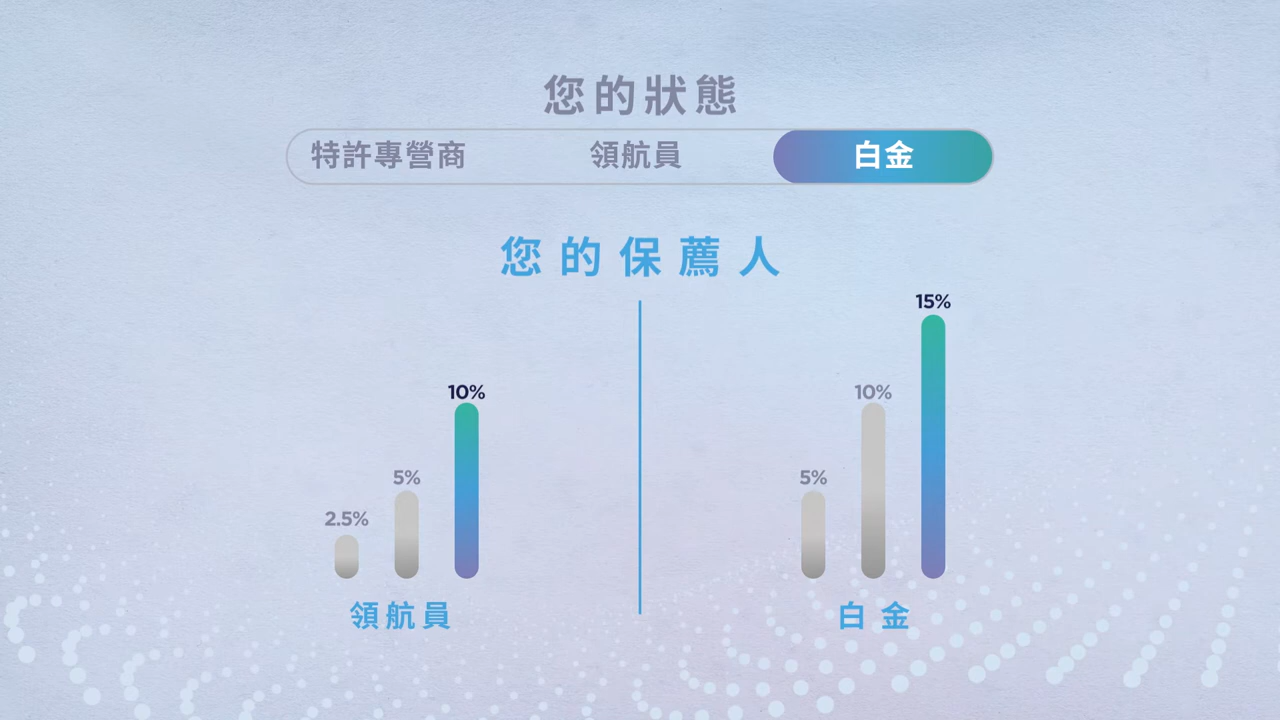 您的狀態
特許專營商 領航員 白金
您的保薦人
2.5% 5% 10%
領航員
5% 10% 15%
白金